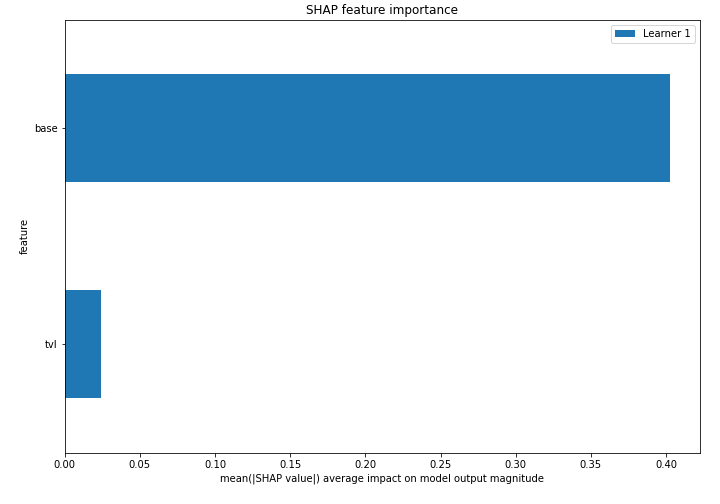 SHAP feature importance
Learner 1
base
feature
tvl
0.00 0.05 0.10 0.15 0.20 0.25 0.30 0.35 0.40
mean(|SHAP value|) average impact on model output magnitude